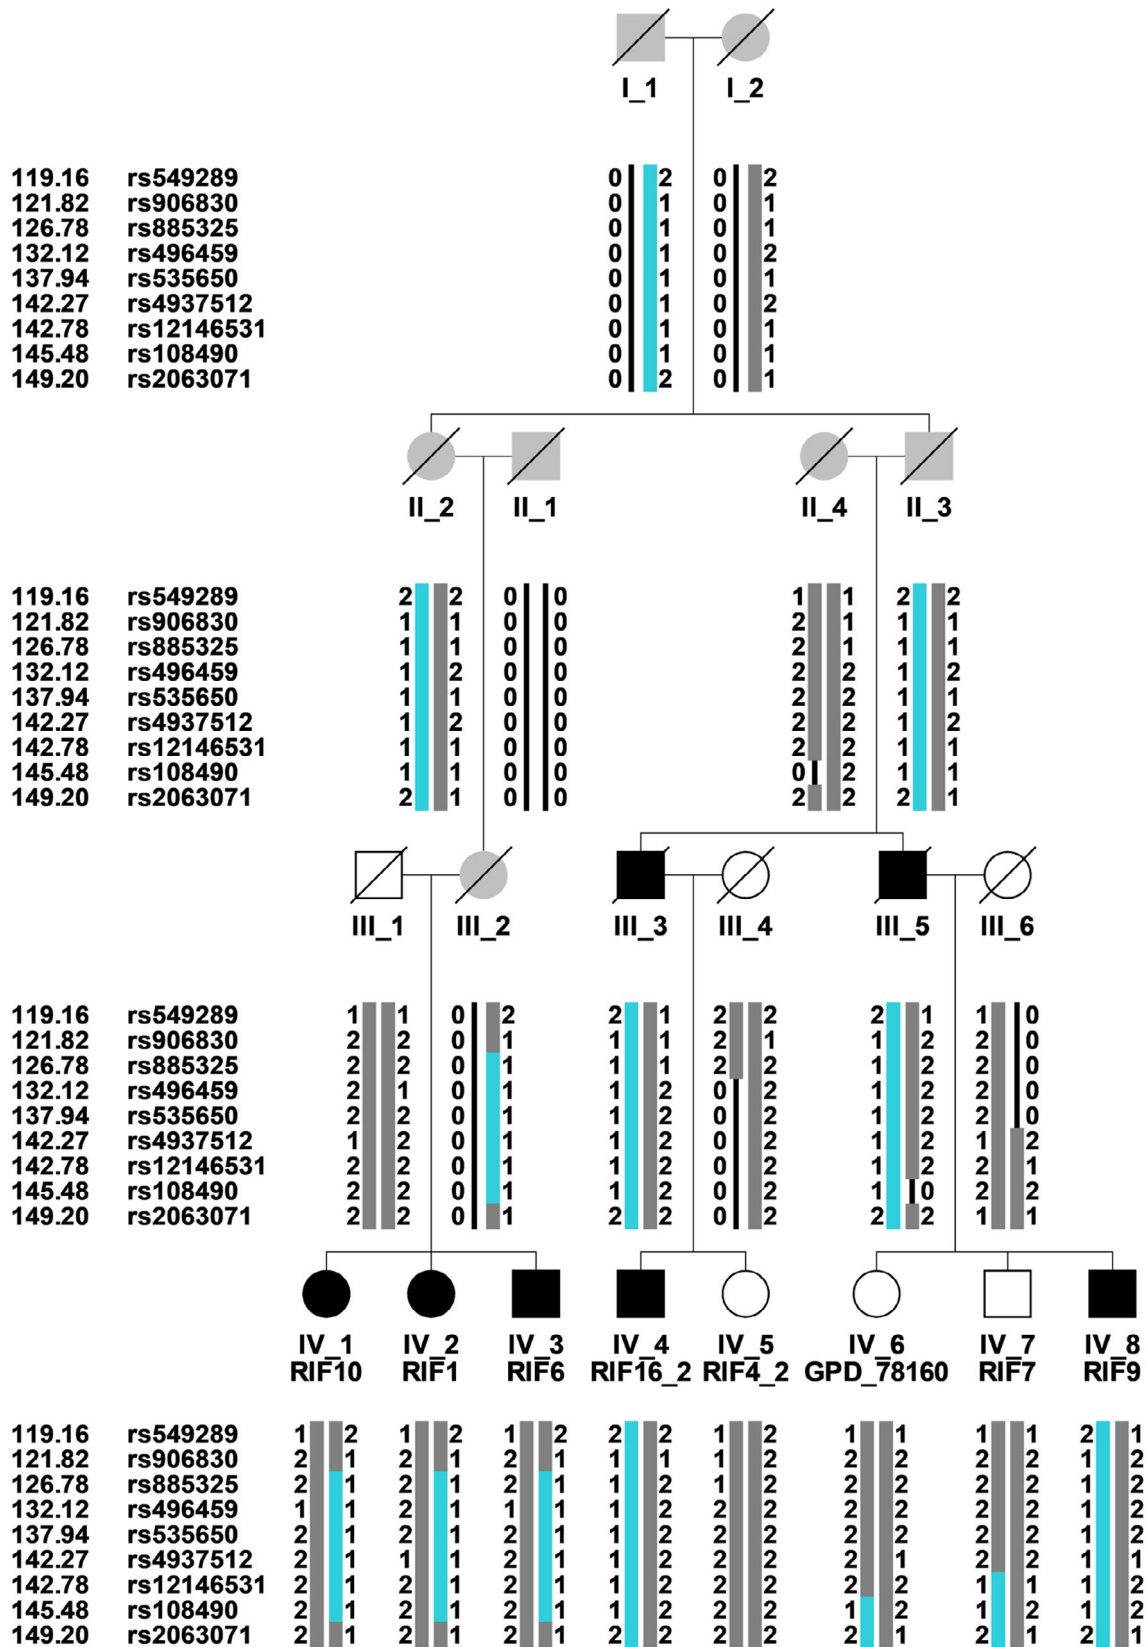 I_1 I_2
119.16 rs549289 0 2 0 2
121.82 rs906830 0 1 0 1
126.78 rs885325 0 1 0 1
132.12 rs496459 0 1 0 2
137.94 rs535650 0 1 0 1
142.27 rs4937512 0 1 0 2
142.78 rs12146531 0 1 0 1
145.48 rs108490 0 1 0 1
149.20 rs2063071 0 2 0 1
II_2 II_1 II_4 II_3
119.16 rs549289 2 2 0 0 1 1 2 2
121.82 rs906830 1 1 0 0 2 1 1 1
126.78 rs885325 1 1 0 0 2 1 1 1
132.12 rs496459 1 2 0 0 2 2 1 2
137.94 rs535650 1 1 0 0 2 2 1 1
142.27 rs4937512 1 2 0 0 2 2 1 2
142.78 rs12146531 1 1 0 0 2 2 1 1
145.48 rs108490 1 1 0 0 0 2 1 1
149.20 rs2063071 2 1 0 0 2 2 2 1
III_1 III_2 III_3 III_4 III_5 III_6
119.16 rs549289 1 1 0 2 2 1 2 2 2 1 1 0
121.82 rs906830 2 2 0 1 1 1 2 1 1 2 2 0
126.78 rs885325 2 2 0 1 1 1 2 2 1 2 2 0
132.12 rs496459 2 1 0 1 1 2 0 2 1 2 2 0
137.94 rs535650 2 2 0 1 1 2 0 2 1 2 2 0
142.27 rs4937512 1 2 0 1 1 2 0 2 1 2 1 2
142.78 rs12146531 2 2 0 1 1 2 0 2 1 2 2 1
145.48 rs108490 2 2 0 1 1 2 0 2 1 0 2 2
149.20 rs2063071 2 2 0 1 2 2 0 2 2 2 1 1
IV_1 IV_2 IV_3 IV_4 IV_5 IV_6 IV_7 IV_8
RIF10 RIF1 RIF6 RIF16_2 RIF4_2 GPD_78160 RIF7 RIF9
119.16 rs549289 1 2 1 2 1 2 2 2 1 2 1 1 1 1 2 1
121.82 rs906830 2 1 2 1 2 1 1 1 1 2 2 2 2 2 1 2
126.78 rs885325 2 1 2 1 2 1 1 2 1 2 2 2 2 2 1 2
132.12 rs496459 1 1 2 1 1 1 1 2 2 2 2 2 2 2 1 2
137.94 rs535650 2 1 2 1 2 1 1 2 2 2 2 2 2 2 1 2
142.27 rs4937512 2 1 1 1 2 1 1 2 2 2 2 1 2 2 1 1
142.78 rs12146531 2 1 2 1 2 1 1 2 2 2 2 2 1 1 1 2
145.48 rs108490 2 1 2 1 2 1 1 2 2 2 1 2 1 2 1 2
149.20 rs2063071 2 1 2 1 2 1 2 2 2 2 2 1 2 1 2 1